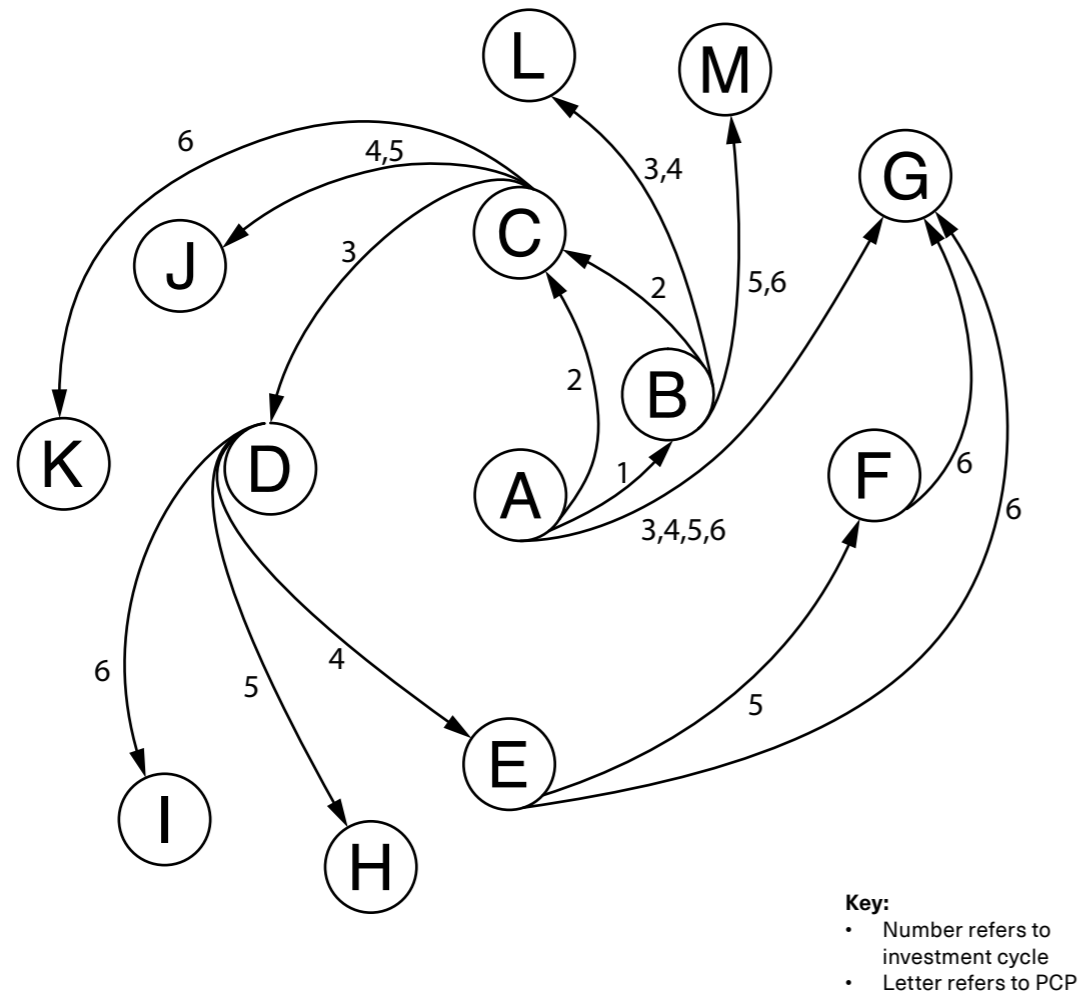 L
M
6
4,5
3,4
G
C
J
3
2
5,6
2
B
K
D
A
1
F
6
3,4,5,6
6
6
5
4
5
E
I
H
Key:
• Number refers to
investment cycle
• Letter refers to PCP